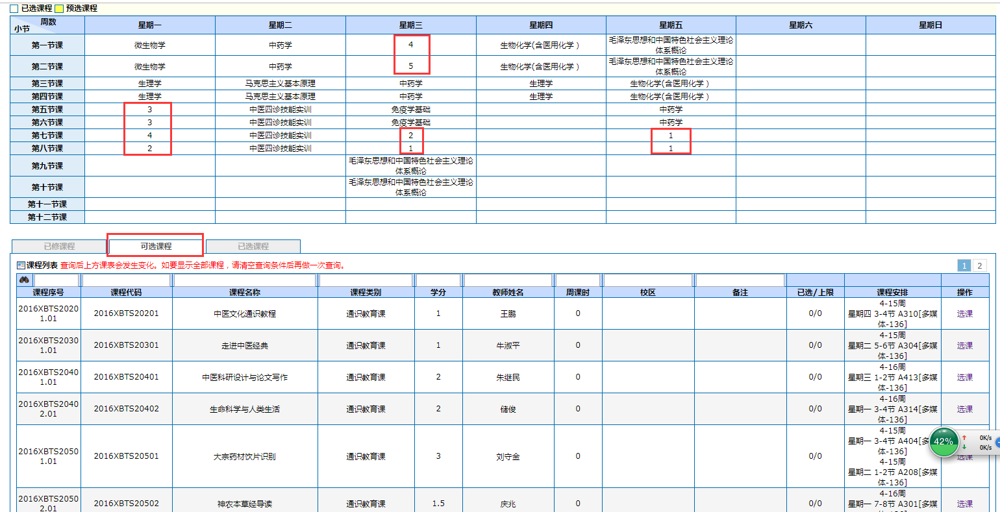 已选课程 预选课程
周数
小节
星期一 星期二 星期三 星期四 星期五 星期六 星期日
第一节课 微生物学 中药学 4 生物化学(含医用化学 ) 毛泽东思想和中国特色社会主义理论
体系概论
第二节课 微生物学 中药学 5 生物化学(含医用化学 ) 毛泽东思想和中国特色社会主义理论
体系概论
第三节课 生理学 马克思主义基本原理 中药学 生理学 生物化学(含医用化学 )
第四节课 生理学 马克思主义基本原理 中药学 生理学 生物化学(含医用化学 )
第五节课 3 中医四诊技能实训 免疫学基础 中药学
第六节课 3 中医四诊技能实训 免疫学基础 中药学
第七节课 4 中医四诊技能实训 2 1
第八节课 2 中医四诊技能实训 1 1
第九节课 毛泽东思想和中国特色社会主义理论
体系概论
第十节课 毛泽东思想和中国特色社会主义理论
体系概论
第十一节课
第十二节课
已修课程 可选课程 已选课程
课程列表 查询后上方课表会发生变化。如要显示全部课程，请清空查询条件后再做一次查询。 1 2
课程序号 课程代码 课程名称 课程类别 学分 教师姓名 周课时 校区 备注 已选/上限 课程安排 操作
2016XBTS2020
1.01
2016XBTS20201 中医文化通识教程 通识教育课 1 王鹏 0 0/0
4-15周
星期四 3-4节 A310[多媒
体-136]
选课
2016XBTS2030
1.01
2016XBTS20301 走进中医经典 通识教育课 1 牛淑平 0 0/0
4-15周
星期二 5-6节 A304[多媒
体-136]
选课
2016XBTS2040
1.01
2016XBTS20401 中医科研设计与论文写作 通识教育课 2 朱继民 0 0/0
4-16周
星期三 1-2节 A413[多媒
体-136]
选课
2016XBTS2040
2.01
2016XBTS20402 生命科学与人类生活 通识教育课 2 储俊 0 0/0
4-16周
星期一 3-4节 A314[多媒
体-136]
选课
2016XBTS2050
1.01
2016XBTS20501 大宗药材饮片识别 通识教育课 3 刘守金 0 0/0
4-15周
星期一 3-4节 A404[多
体-136]
4-15周
星期二 1-2节 A208[多媒
体-136]
选课
42% 0K/s
0K/s
2016XBTS2050
2.01
2016XBTS20502 神农本草经导读 通识教育课 1.5 庆兆 0 0/0
4-16周
星期一 7-8节 A301[多媒
选课